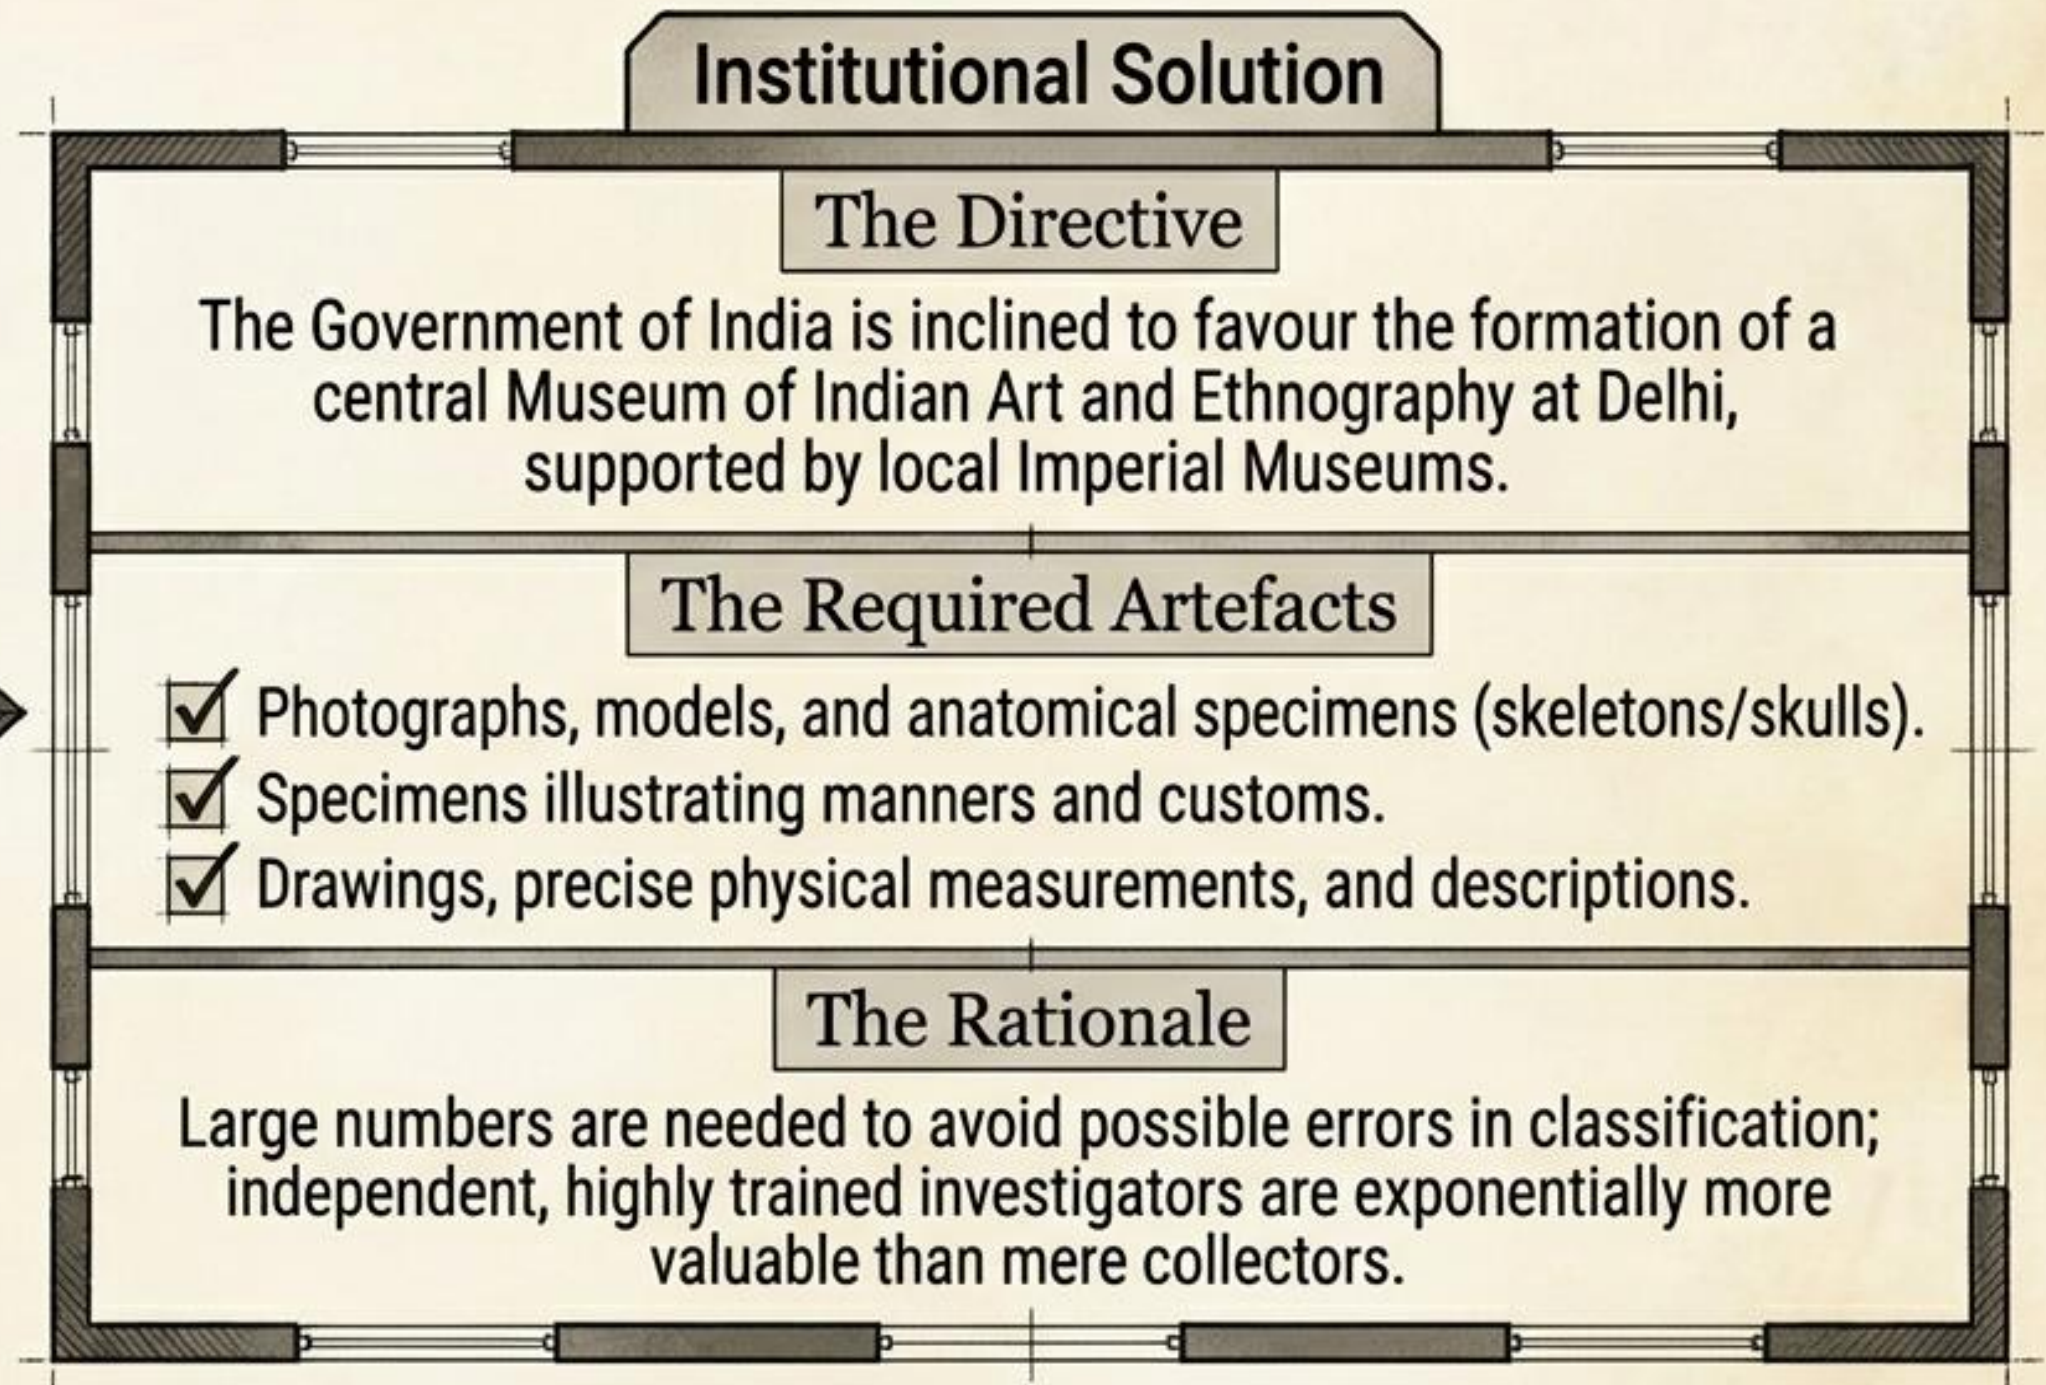 Institutional Solution
The Directive
The Government of India is inclined to favour the formation of a
central Museum of Indian Art and Ethnography at Delhi,
supported by local Imperial Museums.
The Required Artefacts
Photographs, models, and anatomical specimens (skeletons/skulls).
Specimens illustrating manners and customs.
Drawings, precise physical measurements, and descriptions.
The Rationale
Large numbers are needed to avoid possible errors in classification;
independent, highly trained investigators are exponentially more
valuable than mere collectors.